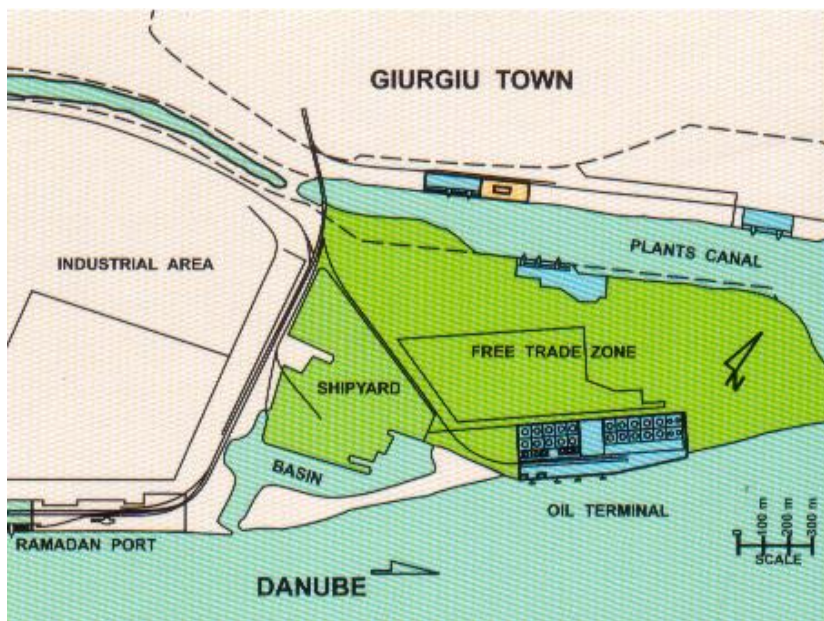 GIURGIU TOWN
PLANTS CANAL
INDUSTRIAL AREA
FREE TRADE ZONE
SHIPYARD
N
BASIN
OIL TERMINAL
RAMADAN PORT
0 100 m 200 m 300 m
SCALE
DANUBE